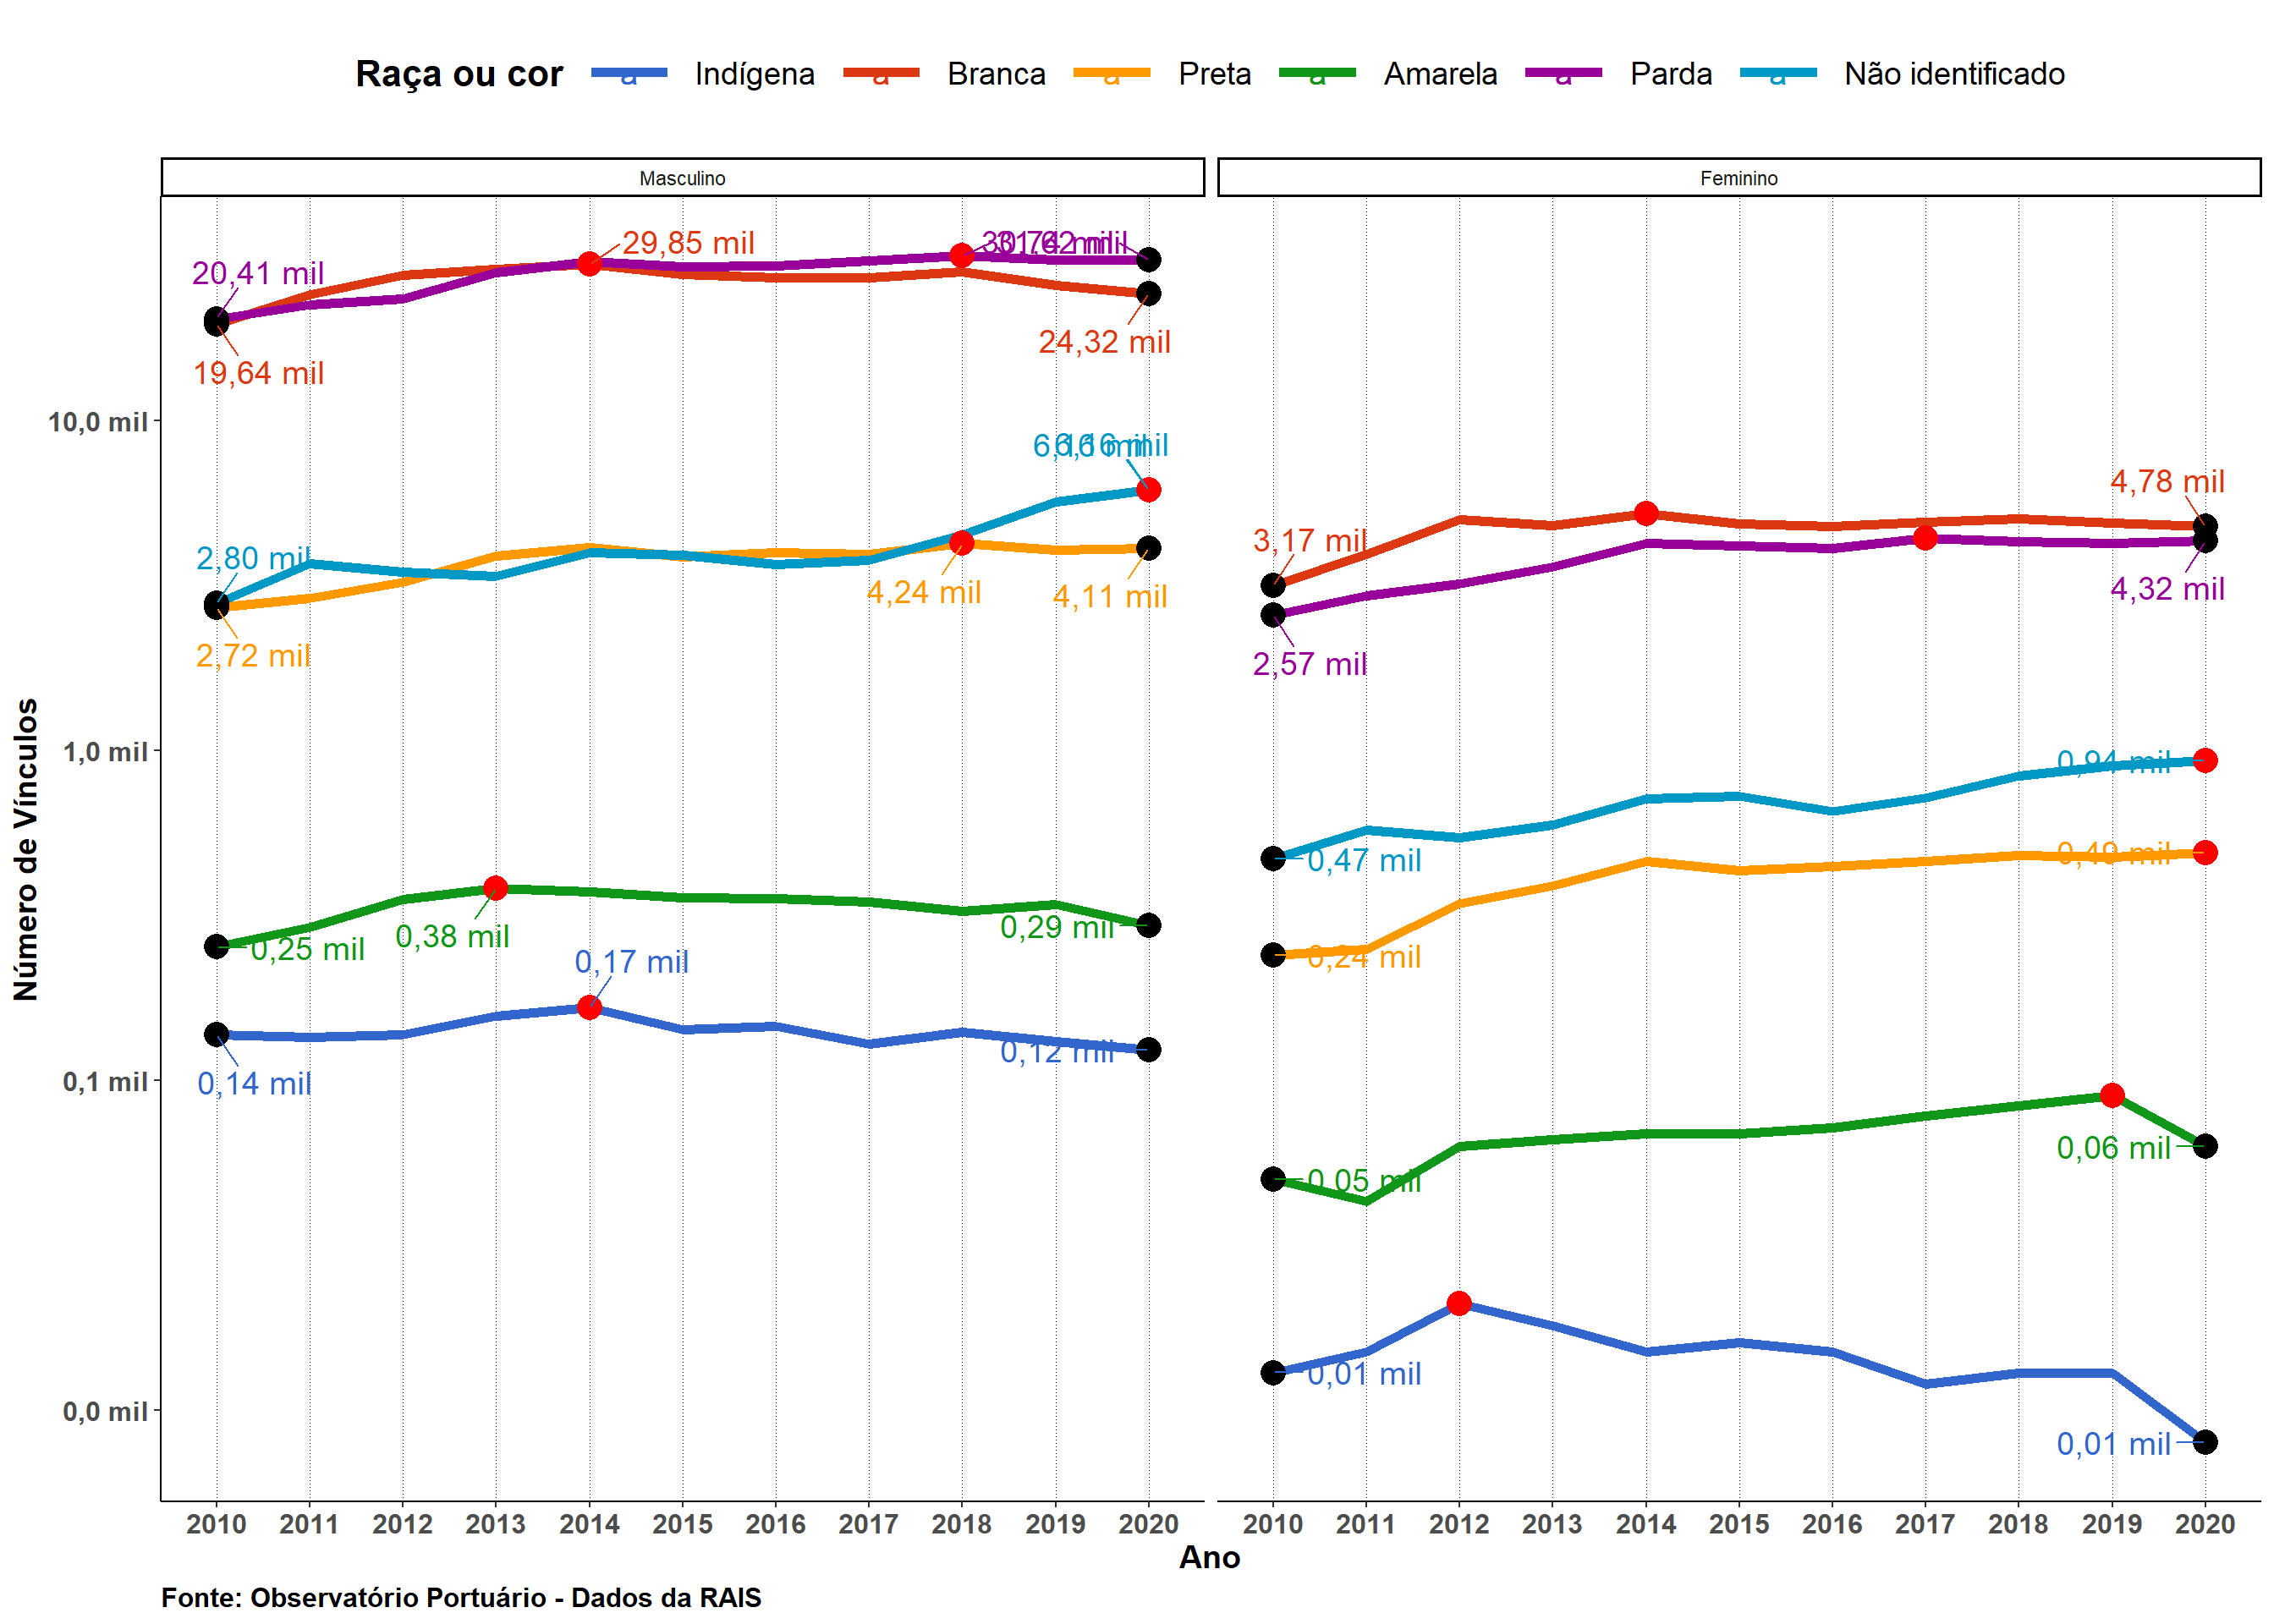 Raça ou cor a Indígena a Branca a Preta a Amarela a Parda a Não identificado
Masculino Feminino
29,85 mil
20,41 mil
19,64 mil
24,32 mil
10,0 mil
4,78 mil
3,17 mil
2,80 mil
4,24 mil
4,11 mil
4,32 mil
2,72 mil
2,57 mil
1,0 mil
0,94 mil
0,47 mil
0,49 mil
0,25 mil
0,38 mil
0,29 mil
0,24 mil
0,17 mil
0,12 mil
0,14 mil
0,1 mil
0,05 mil
0,06 mil
0,01 mil
0,0 mil
0,01 mil
Número de Vínculos
2010 2011 2012 2013 2014 2015 2016 2017 2018 2019 2020 2010 2011 2012 2013 2014 2015 2016 2017 2018 2019 2020
Ano
Fonte: Observatório Portuário - Dados da RAIS